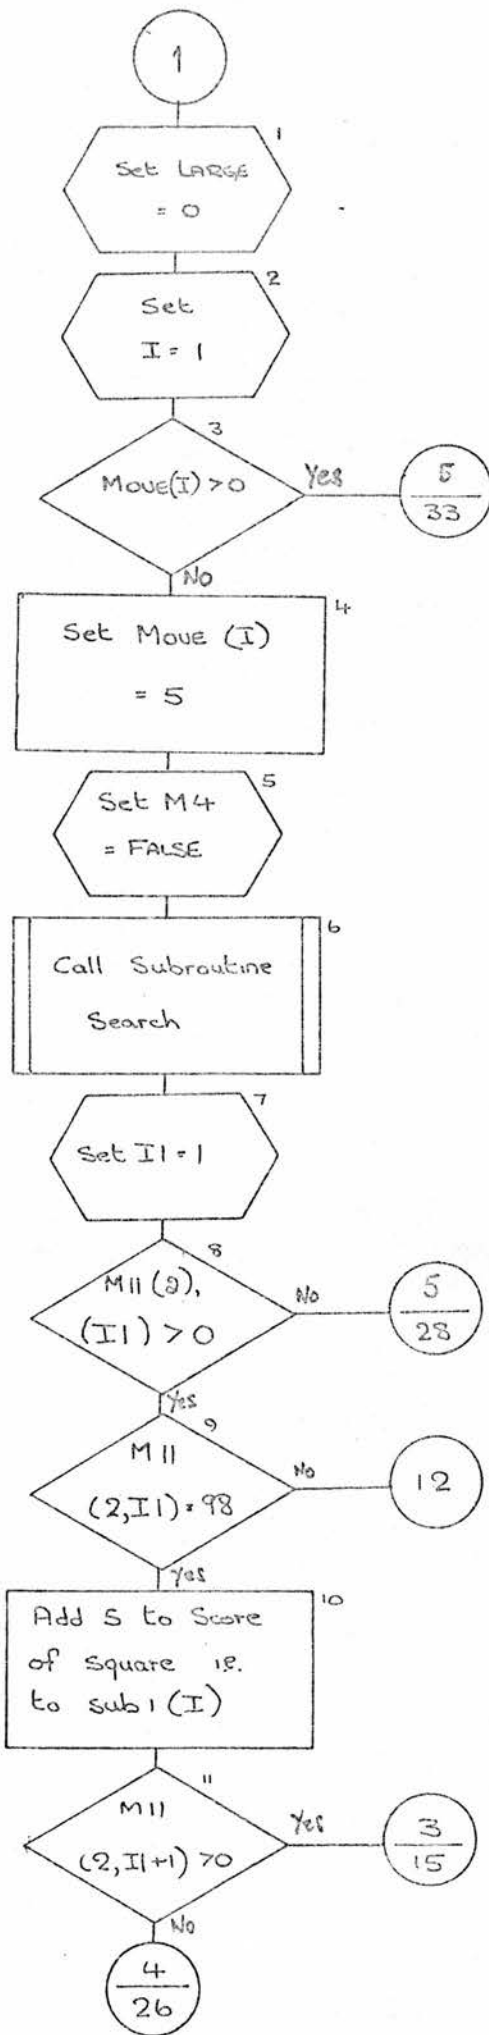 1
1
Set LARGE
= 0
2
Set
I = 1
3
Move(I) > 0
Yes
5
33
No
4
Set Move (I)
= 5
5
Set M4
= FALSE
6
Call Subroutine
Search
7
Set I1 = 1
8
M11 (2),
(I1) > 0
No
5
28
Yes
9
M11
(2,I1) = 98
No
12
Yes
10
Add 5 to Score
of square i.e.
to sub1 (I)
11
M11
(2,I1+1) > 0
Yes
3
15
No
4
26